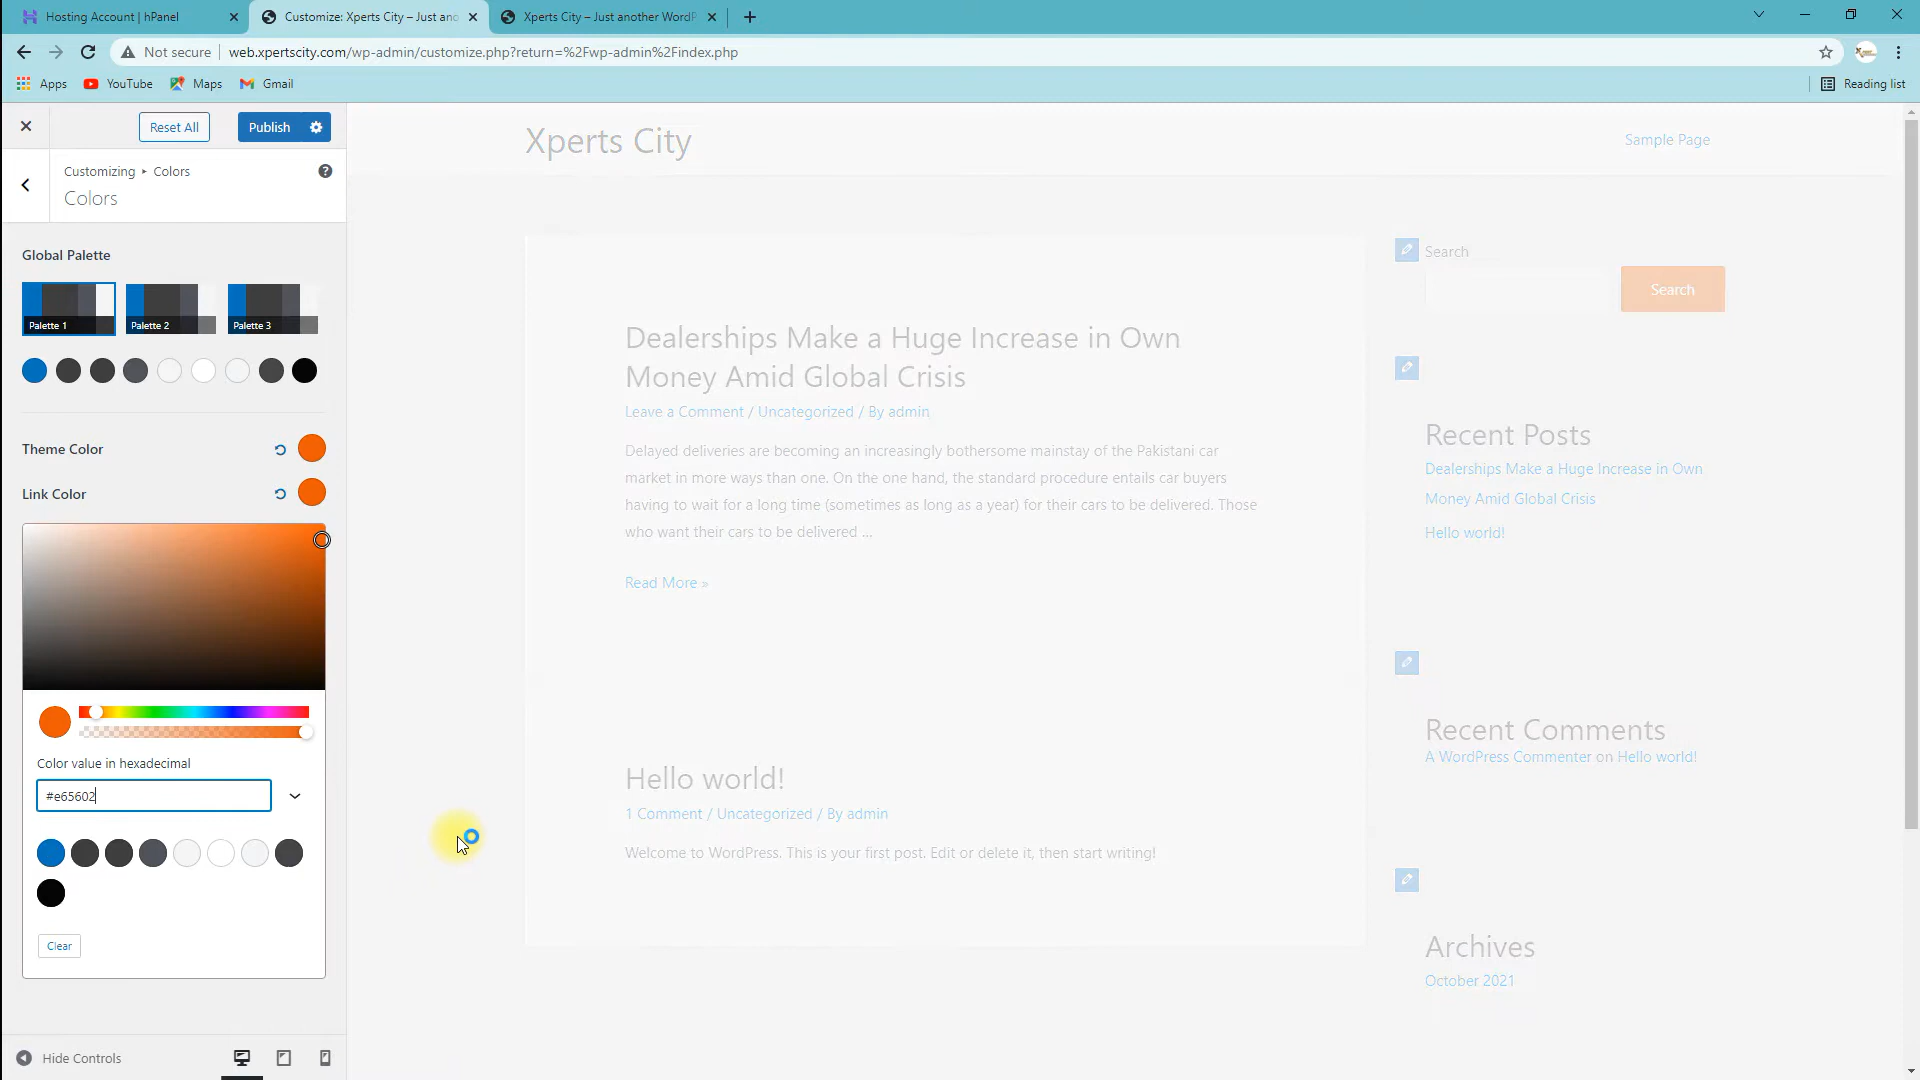 Hosting Account | hPanel
Customize: Xperts City – Just ano
Xperts City – Just another WordP
Not secure
web.xpertscity.com/wp-admin/customize.php?return=%2Fwp-admin%2Findex.php
Apps
YouTube
Maps
Gmail
Reading list
Reset All
Publish
Customizing ▸ Colors
Colors
Global Palette
Palette 1
Palette 2
Palette 3
Theme Color
Link Color
Color value in hexadecimal
#e65602
Clear
Hide Controls
Xperts City
Sample Page
Dealerships Make a Huge Increase in Own
Money Amid Global Crisis
Leave a Comment / Uncategorized / By admin
Delayed deliveries are becoming an increasingly bothersome mainstay of the Pakistani car
market in more ways than one. On the one hand, the standard procedure entails car buyers
having to wait for a long time (sometimes as long as a year) for their cars to be delivered. Those
who want their cars to be delivered …
Read More »
Hello world!
1 Comment / Uncategorized / By admin
Welcome to WordPress. This is your first post. Edit or delete it, then start writing!
Search
Search
Recent Posts
Dealerships Make a Huge Increase in Own
Money Amid Global Crisis
Hello world!
Recent Comments
A WordPress Commenter on Hello world!
Archives
October 2021